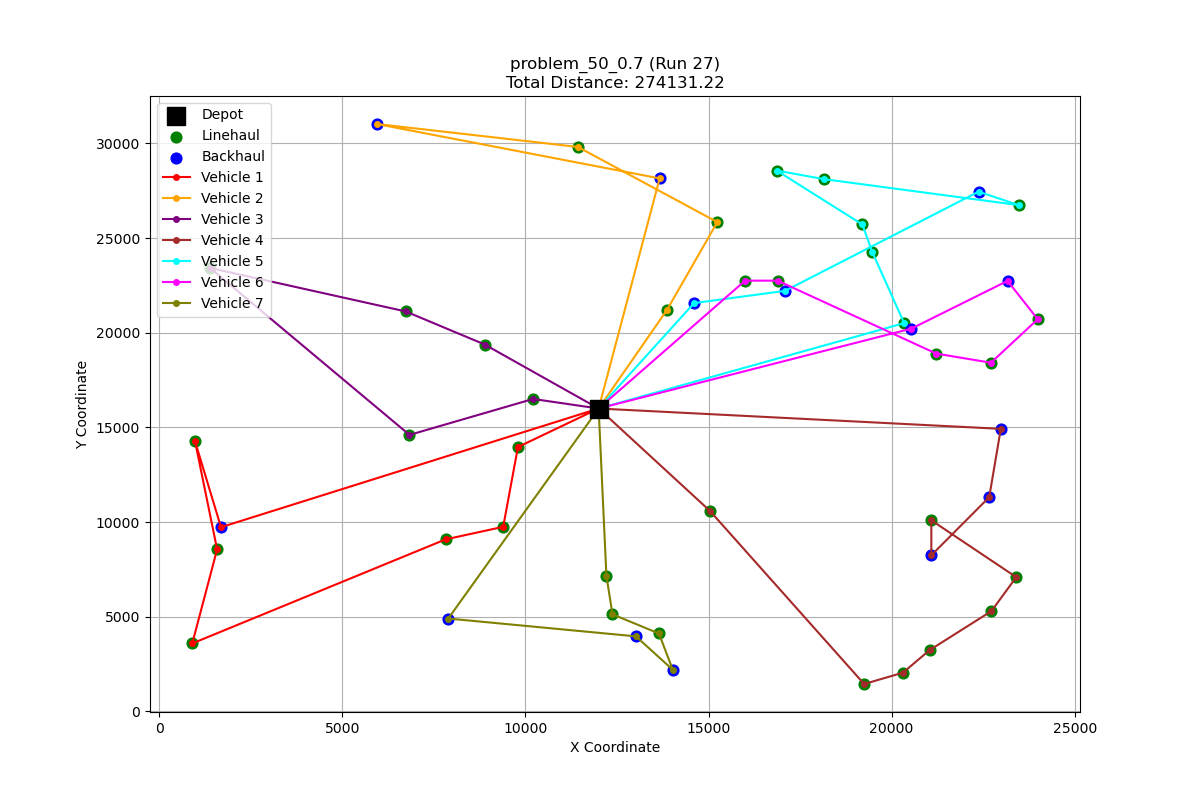 problem_50_0.7 (Run 27)
Total Distance: 274131.22
Depot
Linehaul
Backhaul
Vehicle 1
Vehicle 2
Vehicle 3
Vehicle 4
Vehicle 5
Vehicle 6
Vehicle 7
30000
25000
20000
15000
10000
5000
0
Y Coordinate
0 5000 10000 15000 20000 25000
X Coordinate